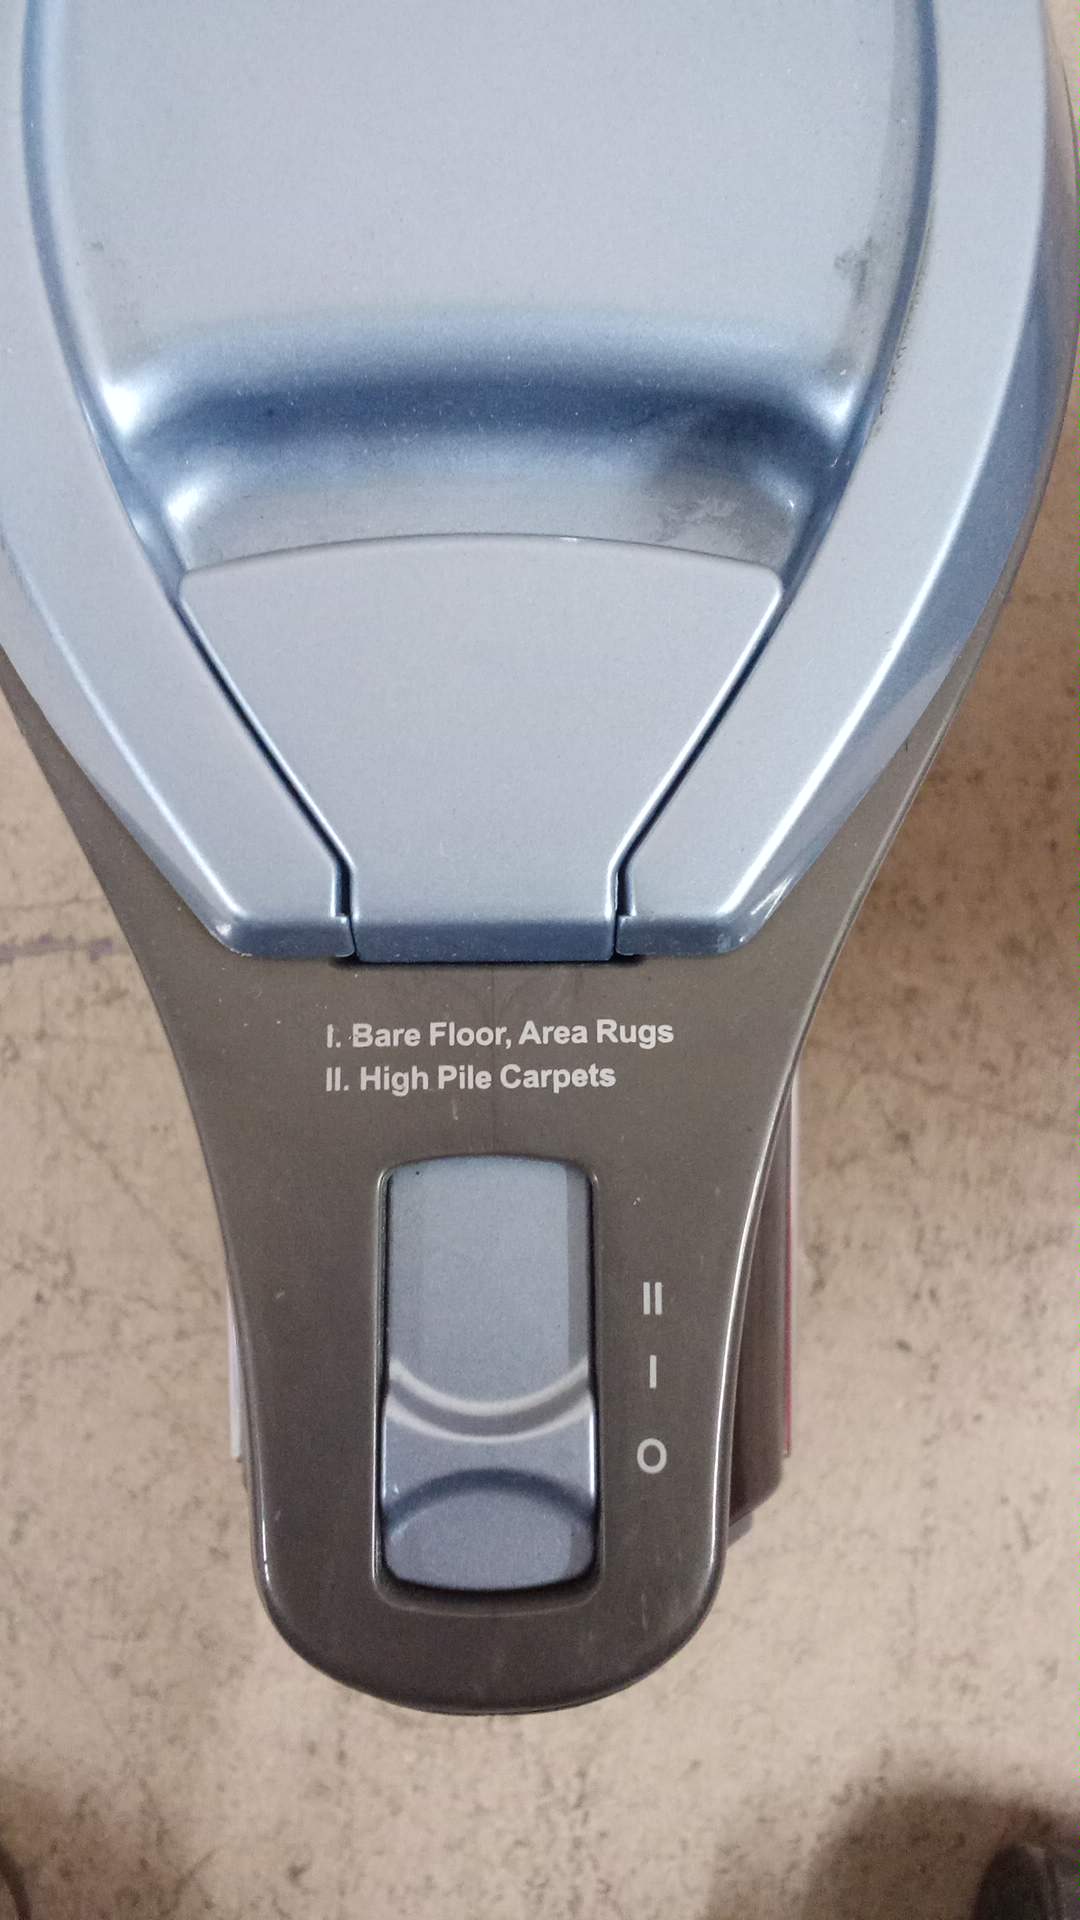 I. Bare Floor, Area Rugs
II. High Pile Carpets
II
I
O